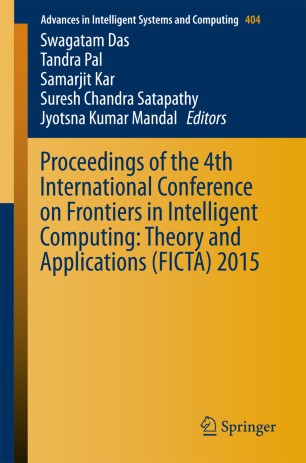 Advances in Intelligent Systems and Computing 404
Swagatam Das
Tandra Pal
Samarjit Kar
Suresh Chandra Satapathy
Jyotsna Kumar Mandal Editors
Proceedings of the 4th
International Conference
on Frontiers in Intelligent
Computing: Theory and
Applications (FICTA) 2015
Springer